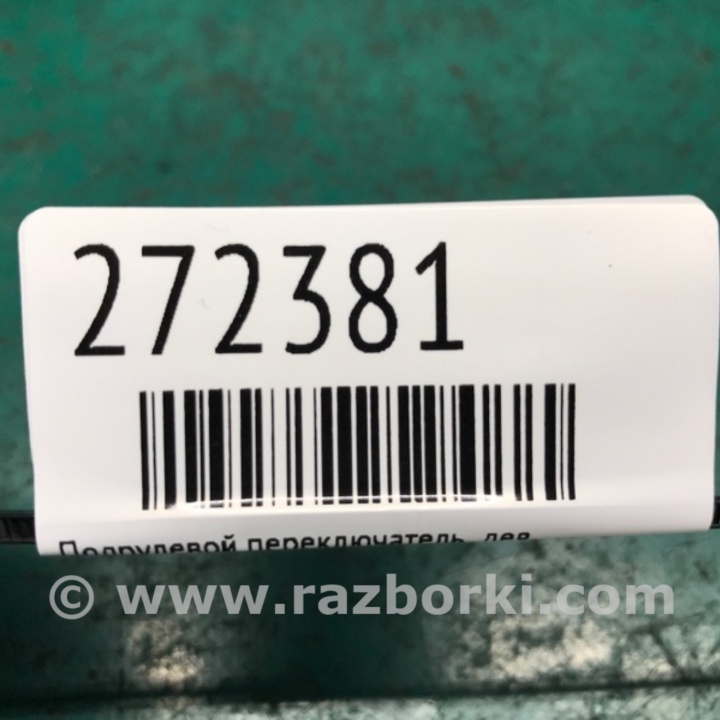 272381
Подрулевой переключатель, лев
© www.razborki.com